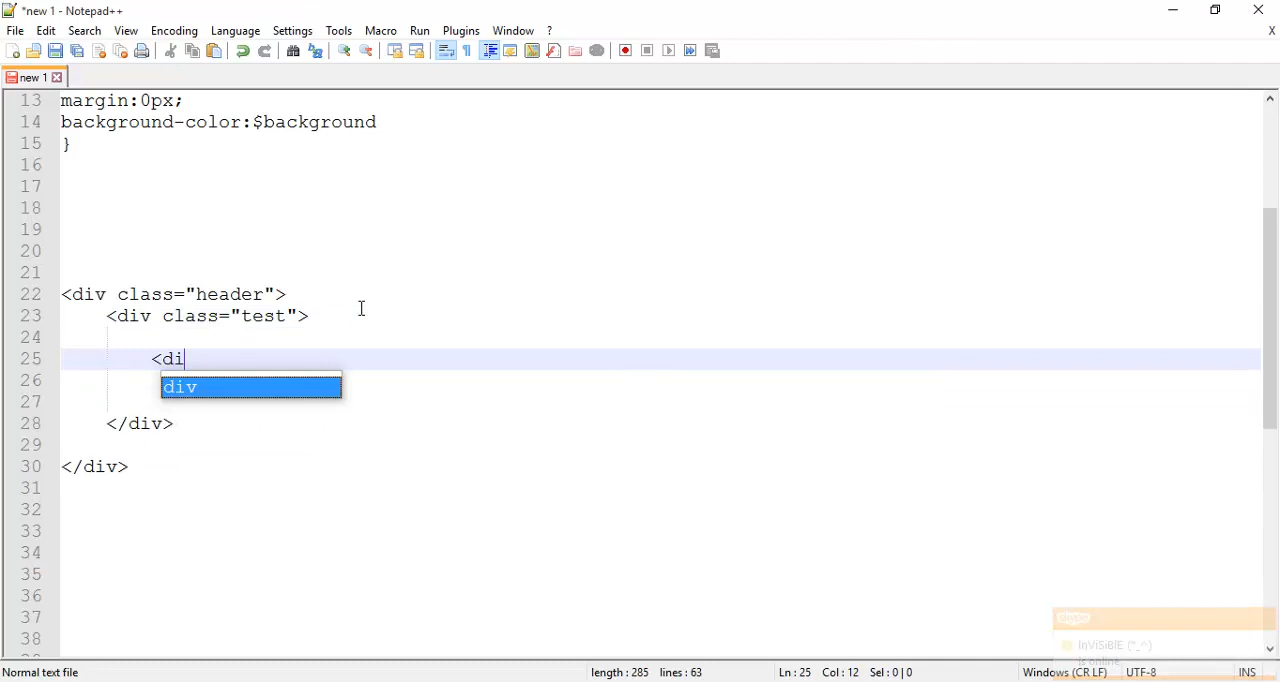 *new 1 - Notepad++
File Edit Search View Encoding Language Settings Tools Macro Run Plugins Window ? X
new 1
13 margin:0px;
14 background-color:$background
15 }
16
17
18
19
20
21
22 <div class="header">
23 <div class="test">
24
25 <di
26 div
27
28 </div>
29
30 </div>
31
32
33
34
35
36
37
38
skype
InViSiBlE (*_^)
is online
Normal text file length : 285 lines : 63 Ln : 25 Col : 12 Sel : 0 | 0 Windows (CR LF) UTF-8 INS